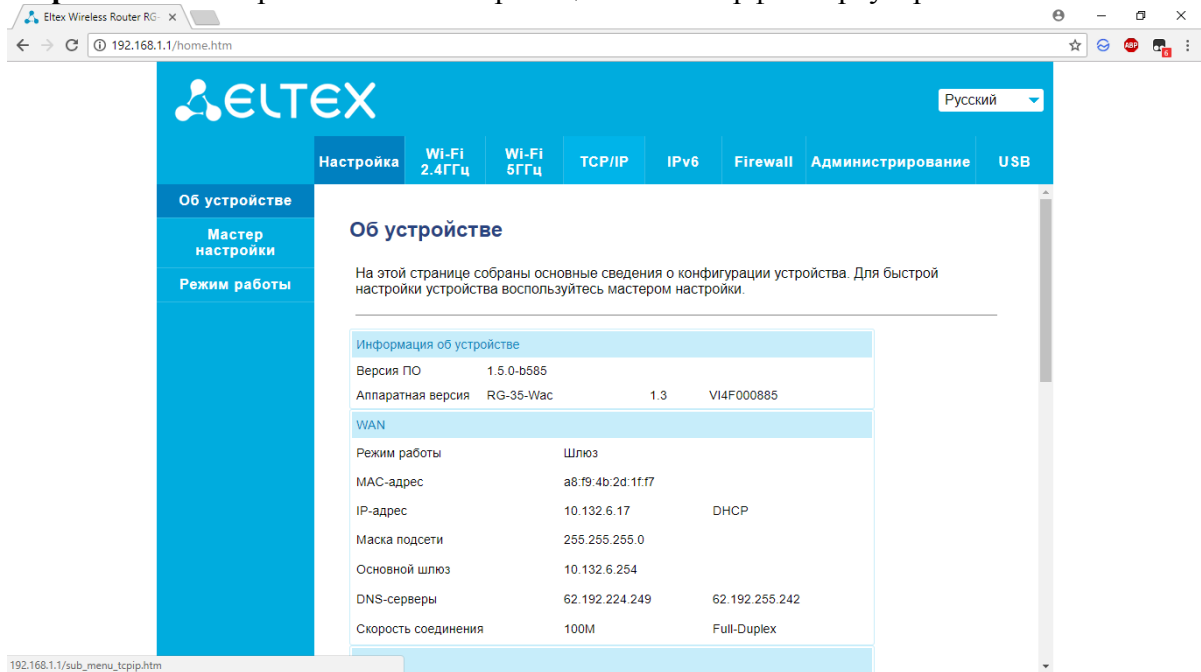 Eltex Wireless Router RG-
192.168.1.1/home.htm
ABP
6
ELTEX
Русский
Настройка
Wi-Fi 2.4ГГц
Wi-Fi 5ГГц
TCP/IP
IPv6
Firewall
Администрирование
USB
Об устройстве
Мастер
настройки
Режим работы
Об устройстве
На этой странице собраны основные сведения о конфигурации устройства. Для быстрой
настройки устройства воспользуйтесь мастером настройки.
Информация об устройстве
Версия ПО 1.5.0-b585
Аппаратная версия RG-35-Wac 1.3 VI4F000885
WAN
Режим работы Шлюз
MAC-адрес a8:f9:4b:2d:1f:f7
IP-адрес 10.132.6.17 DHCP
Маска подсети 255.255.255.0
Основной шлюз 10.132.6.254
DNS-серверы 62.192.224.249 62.192.255.242
Скорость соединения 100M Full-Duplex
192.168.1.1/sub_menu_tcpip.htm